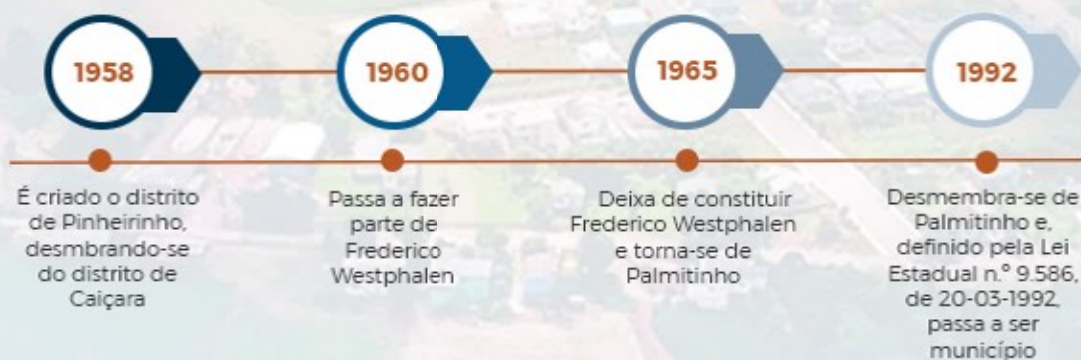 1958
1960
1965
1992
É criado o distrito
de Pinheirinho,
desmbrando-se
do distrito de
Caiçara
Passa a fazer
parte de
Frederico
Westphalen
Deixa de constituir
Frederico Westphalen
e torna-se de
Palmitinho
Desmembra-se de
Palmitinho e,
definido pela Lei
Estadual n.º 9.586,
de 20-03-1992,
passa a ser
município